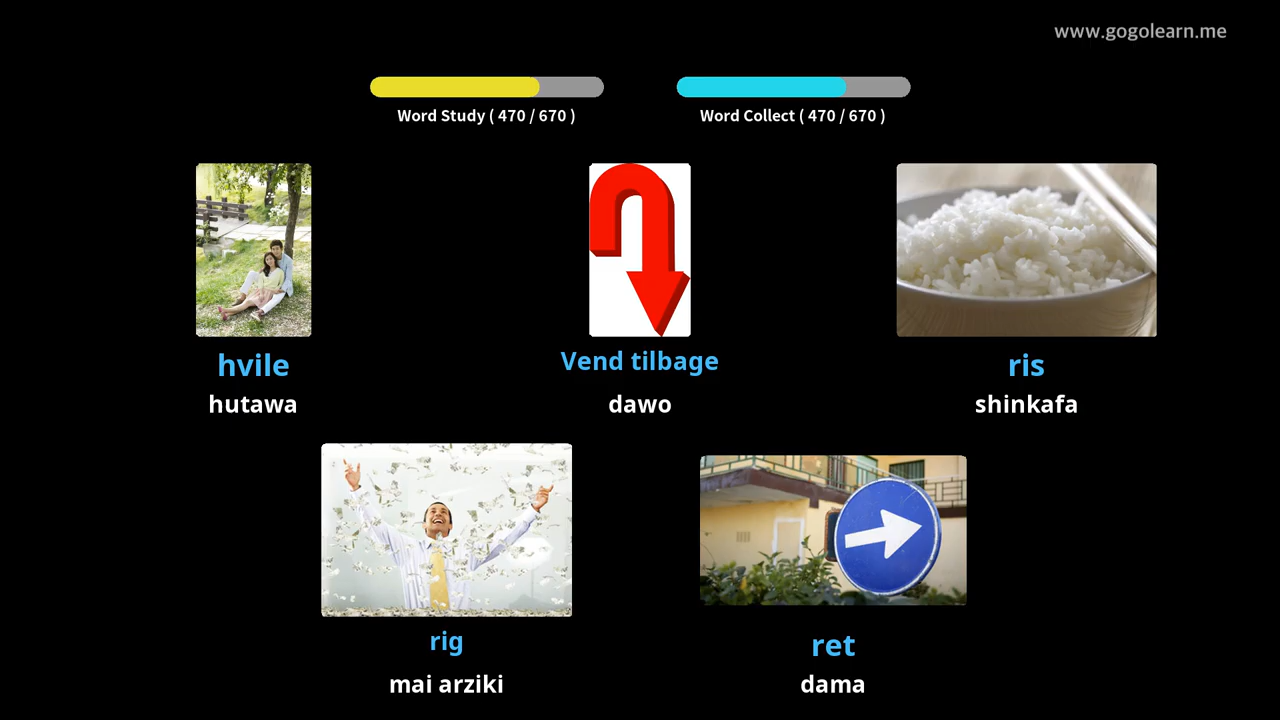 www.gogolearn.me
Word Study ( 470 / 670 )
Word Collect ( 470 / 670 )
hvile
hutawa
Vend tilbage
dawo
ris
shinkafa
rig
mai arziki
ret
dama